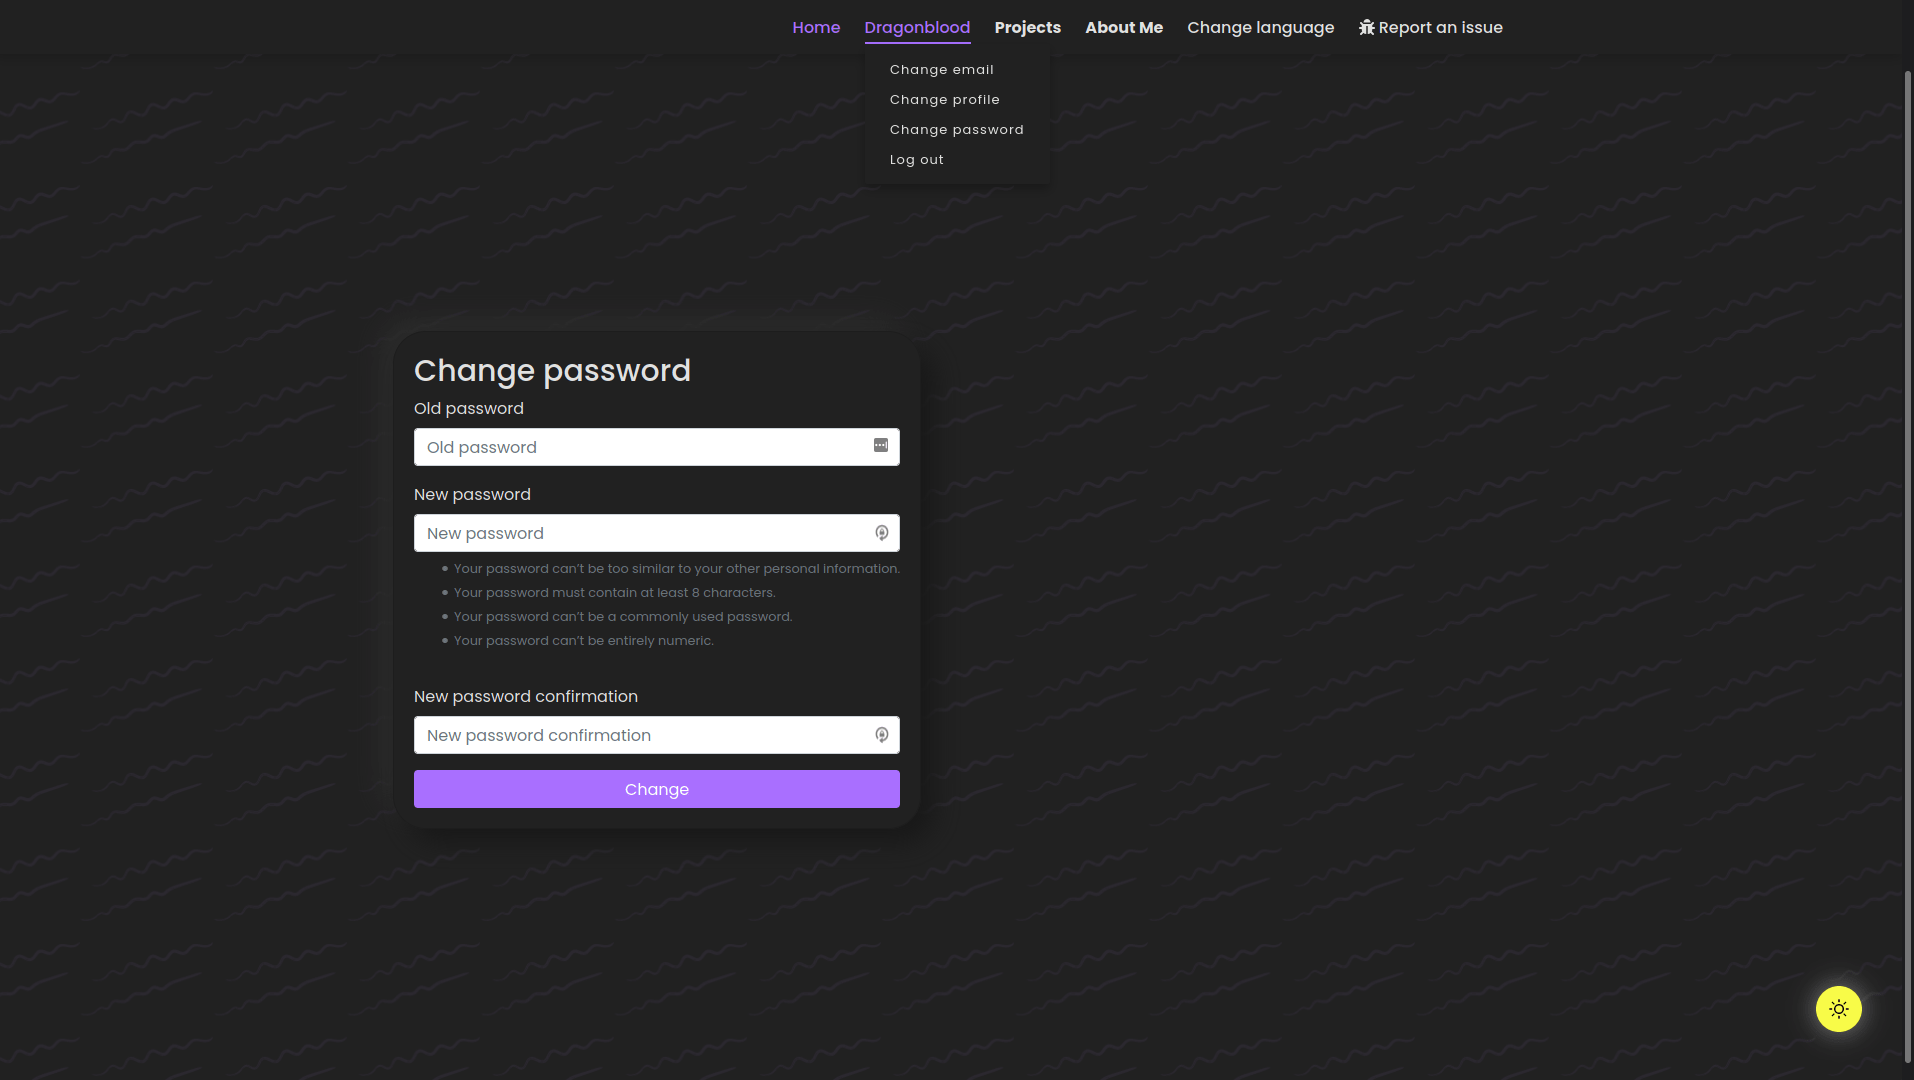 Home Dragonblood Projects About Me Change language Report an issue
Change email
Change profile
Change password
Log out
Change password
Old password
Old password
New password
New password
Your password can’t be too similar to your other personal information.
Your password must contain at least 8 characters.
Your password can’t be a commonly used password.
Your password can’t be entirely numeric.
New password confirmation
New password confirmation
Change